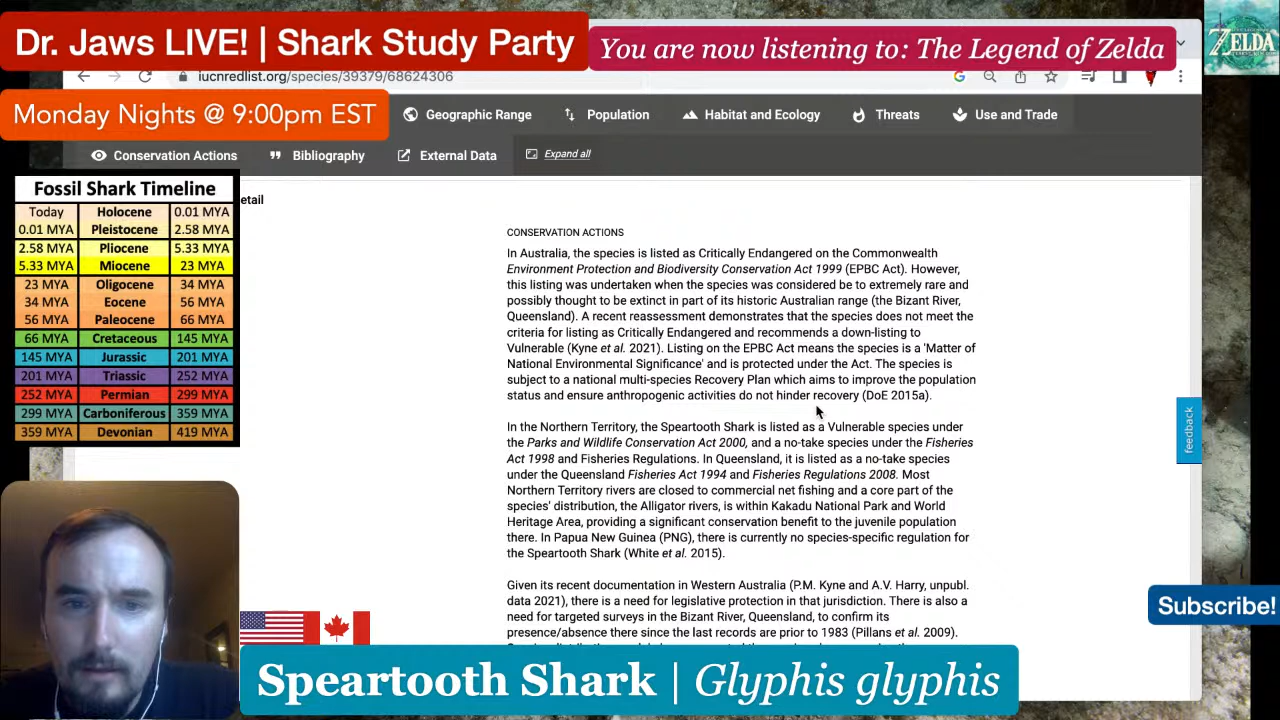 Dr. Jaws LIVE! | Shark Study Party
You are now listening to: The Legend of Zelda
ZELDA
iucnredlist.org/species/39379/68624306
Monday Nights @ 9:00pm EST
Geographic Range
Population
Habitat and Ecology
Threats
Use and Trade
Conservation Actions
Bibliography
External Data
Expand all
Fossil Shark Timeline
Today Holocene 0.01 MYA
0.01 MYA Pleistocene 2.58 MYA
2.58 MYA Pliocene 5.33 MYA
5.33 MYA Miocene 23 MYA
23 MYA Oligocene 34 MYA
34 MYA Eocene 56 MYA
56 MYA Paleocene 66 MYA
66 MYA Cretaceous 145 MYA
145 MYA Jurassic 201 MYA
201 MYA Triassic 252 MYA
252 MYA Permian 299 MYA
299 MYA Carboniferous 359 MYA
359 MYA Devonian 419 MYA
etail
CONSERVATION ACTIONS
In Australia, the species is listed as Critically Endangered on the Commonwealth
Environment Protection and Biodiversity Conservation Act 1999 (EPBC Act). However,
this listing was undertaken when the species was considered be to extremely rare and
possibly thought to be extinct in part of its historic Australian range (the Bizant River,
Queensland). A recent reassessment demonstrates that the species does not meet the
criteria for listing as Critically Endangered and recommends a down-listing to
Vulnerable (Kyne et al. 2021). Listing on the EPBC Act means the species is a 'Matter of
National Environmental Significance' and is protected under the Act. The species is
subject to a national multi-species Recovery Plan which aims to improve the population
status and ensure anthropogenic activities do not hinder recovery (DoE 2015a).
In the Northern Territory, the Speartooth Shark is listed as a Vulnerable species under
the Parks and Wildlife Conservation Act 2000, and a no-take species under the Fisheries
Act 1998 and Fisheries Regulations. In Queensland, it is listed as a no-take species
under the Queensland Fisheries Act 1994 and Fisheries Regulations 2008. Most
Northern Territory rivers are closed to commercial net fishing and a core part of the
species' distribution, the Alligator rivers, is within Kakadu National Park and World
Heritage Area, providing a significant conservation benefit to the juvenile population
there. In Papua New Guinea (PNG), there is currently no species-specific regulation for
the Speartooth Shark (White et al. 2015).
Given its recent documentation in Western Australia (P.M. Kyne and A.V. Harry, unpubl.
data 2021), there is a need for legislative protection in that jurisdiction. There is also a
need for targeted surveys in the Bizant River, Queensland, to confirm its
presence/absence there since the last records are prior to 1983 (Pillans et al. 2009).
feedback
Subscribe!
Speartooth Shark | Glyphis glyphis